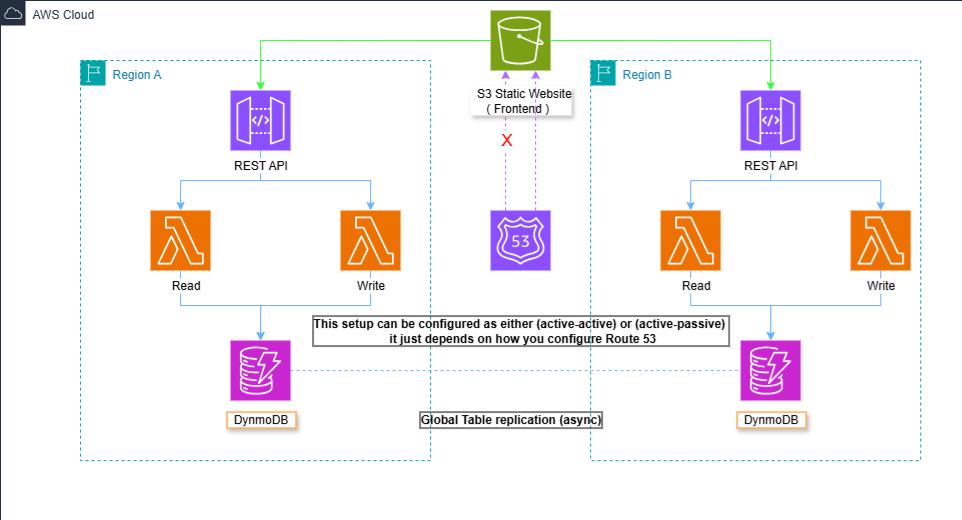 AWS Cloud
Region A
Region B
S3 Static Website
( Frontend )
X
REST API
REST API
53
Read
Write
Read
Write
This setup can be configured as either (active-active) or (active-passive)
it just depends on how you configure Route 53
DynmoDB
Global Table replication (async)
DynmoDB